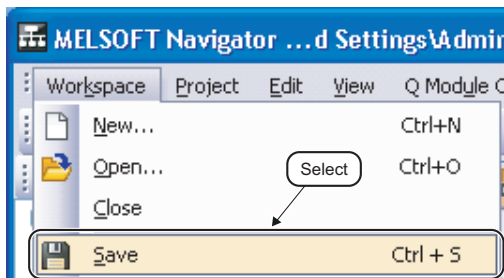 MELSOFT Navigator ...d Settings\Admi
Workspace Project Edit View Q Module
New... Ctrl+N
Open... Ctrl+O
Select
Close
Save Ctrl + S